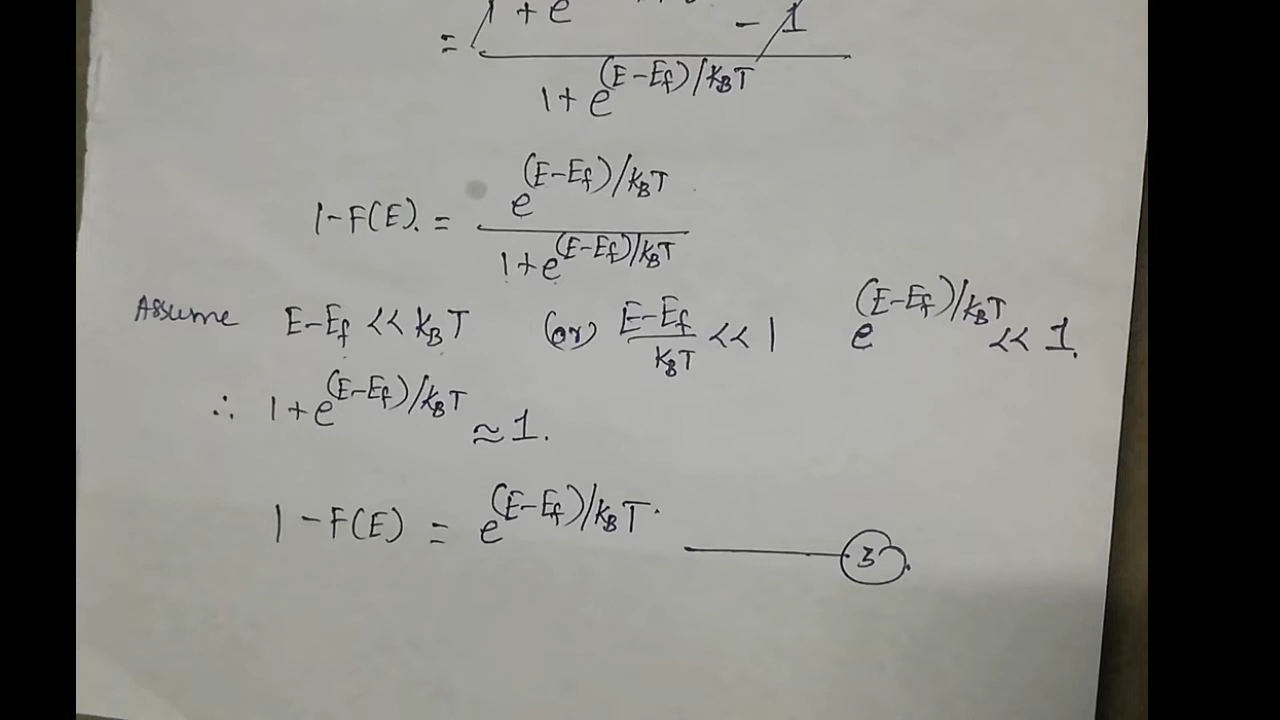 = 1 + e - 1
1 + e^(E-Ef)/kBT
1-F(E). = e^(E-Ef)/kBT
1+e^(E-Ef)/kBT
Assume E-Ef << kBT (or) E-Ef/kBT << 1 e^(E-Ef)/kBT << 1.
∴ 1+e^(E-Ef)/kBT ≈ 1.
1-F(E) = e^(E-Ef)/kBT. 3.